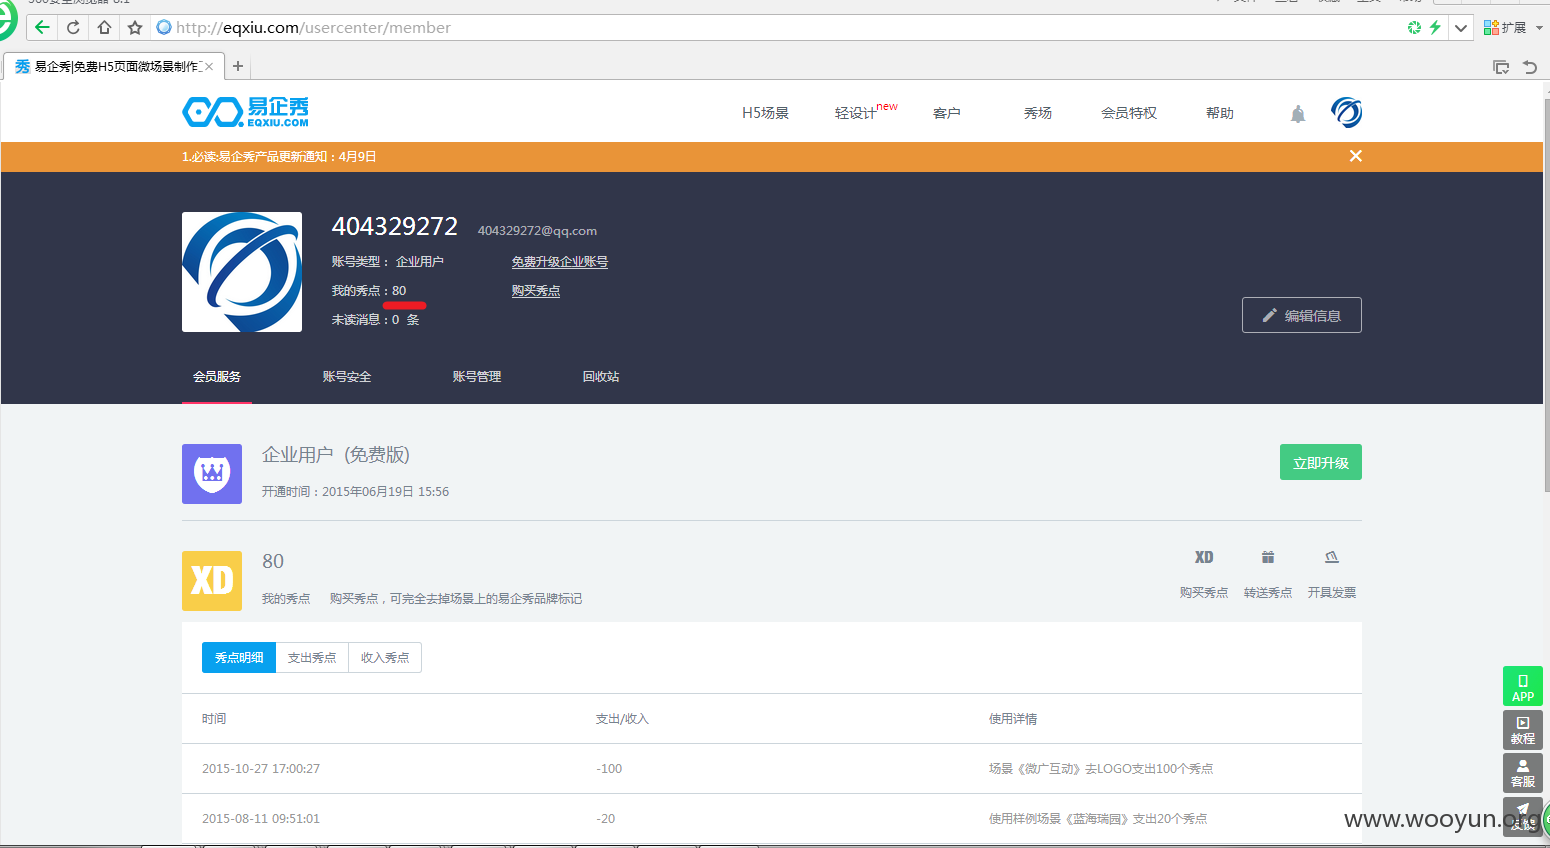 http://eqxiu.com/usercenter/member
扩展
秀 易企秀|免费H5页面微场景制作工
易企秀
EQXIU.COM
H5场景 轻设计new 客户 秀场 会员特权 帮助
1.必读:易企秀产品更新通知：4月9日
404329272 404329272@qq.com
账号类型： 企业用户 免费升级企业账号
我的秀点：80 购买秀点
未读消息：0 条
编辑信息
会员服务 账号安全 账号管理 回收站
企业用户 (免费版)
立即升级
开通时间：2015年06月19日 15:56
XD
80
XD
我的秀点 购买秀点，可完全去掉场景上的易企秀品牌标记
购买秀点 转送秀点 开具发票
秀点明细 支出秀点 收入秀点
APP
时间 支出/收入 使用详情
教程
2015-10-27 17:00:27 -100 场景《微广互动》去LOGO支出100个秀点
客服
2015-08-11 09:51:01 -20 使用样例场景《蓝海瑞园》支出20个秀点
反馈
www.wooyun.org